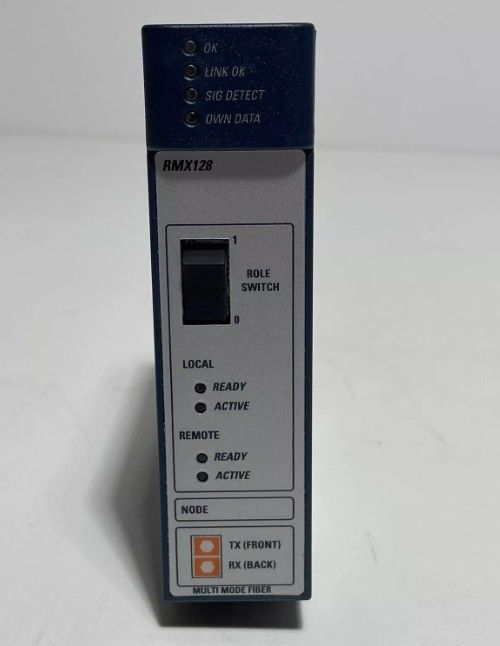 OK
LINK OK
SIG DETECT
OWN DATA
RMX128
1
ROLE
SWITCH
0
LOCAL
READY
ACTIVE
REMOTE
READY
ACTIVE
NODE
TX (FRONT)
RX (BACK)
MULTI MODE FIBER